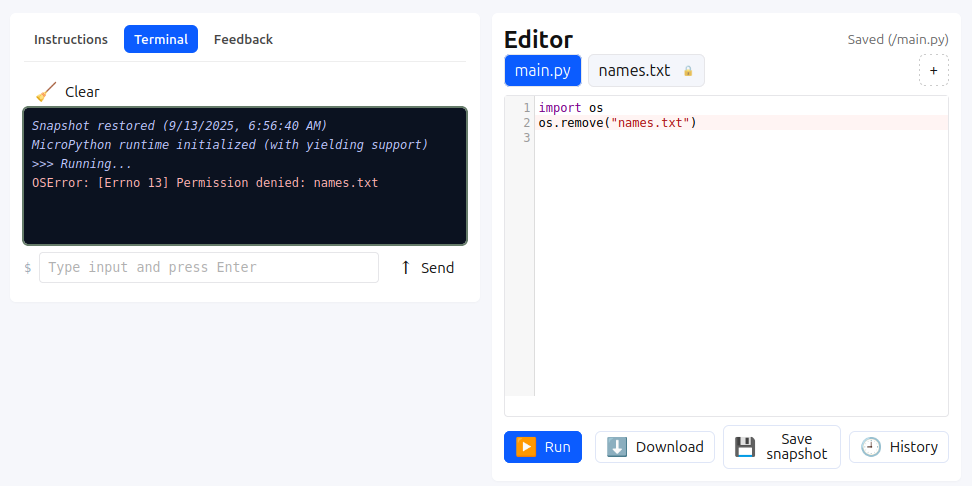 Instructions
Terminal
Feedback
Clear
Snapshot restored (9/13/2025, 6:56:40 AM)
MicroPython runtime initialized (with yielding support)
>>> Running...
OSError: [Errno 13] Permission denied: names.txt
$
Type input and press Enter
↑ Send
Editor
Saved (/main.py)
main.py
names.txt
+
1 import os
2 os.remove("names.txt")
3
Run
Download
Save
snapshot
History